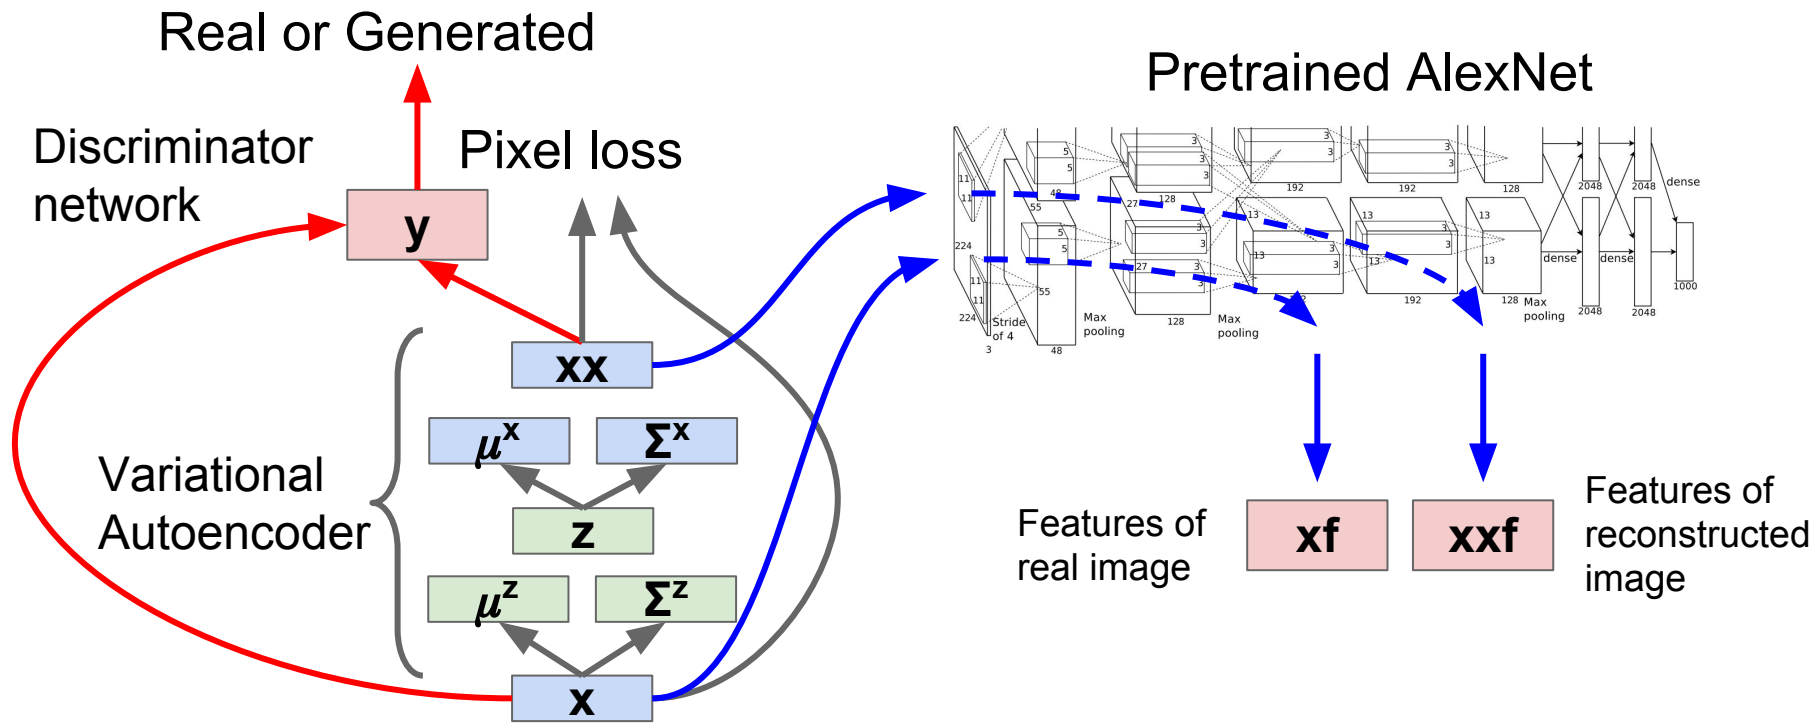 Real or Generated
Discriminator
network
Pixel loss
y
xx
μx
Σx
Variational
Autoencoder
z
μz
Σz
x
Pretrained AlexNet
11
11
5
5
3
3
3
3
3
3
48
55
27
128
192
192
128
2048
2048
dense
13
13
13
224
5
5
3
3
3
3
3
3
11
11
55
27
13
13
13
dense
dense
1000
224
Stride
of 4
Max
pooling
128
Max
pooling
192
128
Max
pooling
2048
2048
3
48
Features of
real image
xf
xxf
Features of
reconstructed
image